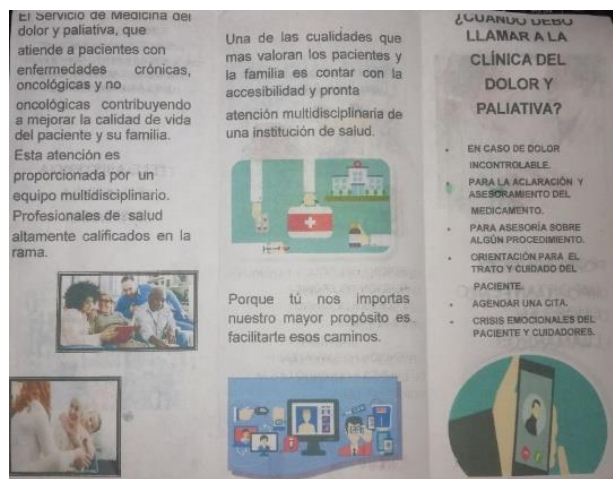 El Servicio de Medicina del
dolor y paliativa, que
atiende a pacientes con
enfermedades crónicas,
oncológicas y no
oncológicas contribuyendo
a mejorar la calidad de vida
del paciente y su familia.
Esta atención es
proporcionada por un
equipo multidisciplinario.
Profesionales de salud
altamente calificados en la
rama.
Una de las cualidades que
mas valoran los pacientes y
la familia es contar con la
accesibilidad y pronta
atención multidisciplinaria de
una institución de salud.
Porque tú nos importas
nuestro mayor propósito es
facilitarte esos caminos.
¿CUANDO DEBO
LLAMAR A LA
CLÍNICA DEL
DOLOR Y
PALIATIVA?
• EN CASO DE DOLOR
INCONTROLABLE.
• PARA LA ACLARACIÓN Y
ASESORAMIENTO DEL
MEDICAMENTO.
• PARA ASESORÍA SOBRE
ALGÚN PROCEDIMIENTO.
• ORIENTACIÓN PARA EL
TRATO Y CUIDADO DEL
PACIENTE.
• AGENDAR UNA CITA.
• CRISIS EMOCIONALES DEL
PACIENTE Y CUIDADORES.